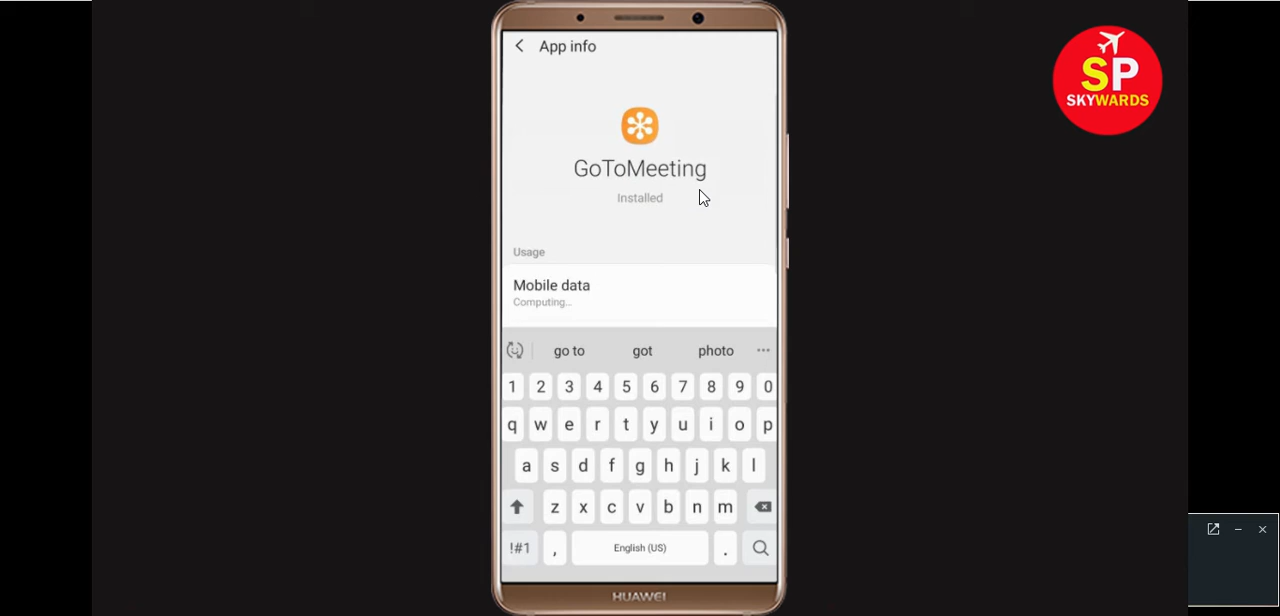 App info
SP
SKYWARDS
GoToMeeting
Installed
Usage
Mobile data
Computing...
go to got photo ...
1 2 3 4 5 6 7 8 9 0
q w e r t y u i o p
a s d f g h j k l
z x c v b n m
!#1 , English (US) .
HUAWEI